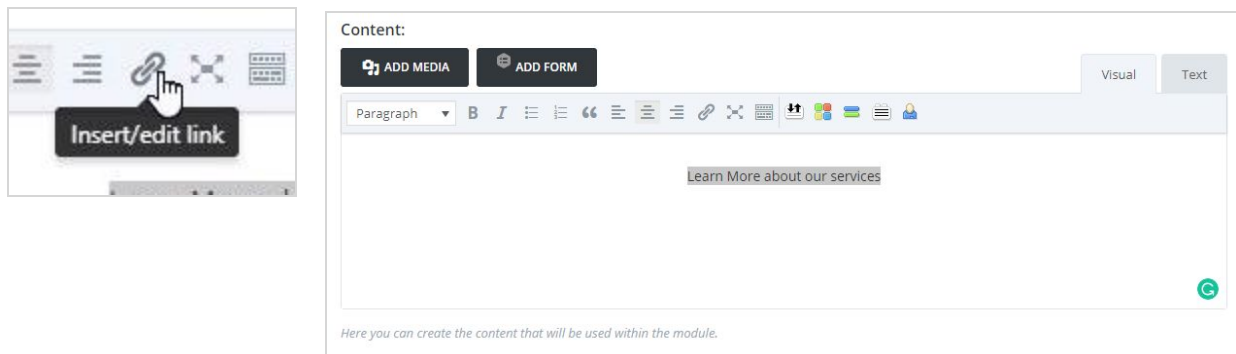 Insert/edit link
Content:
ADD MEDIA ADD FORM
Visual Text
Paragraph B I
Learn More about our services
Here you can create the content that will be used within the module.